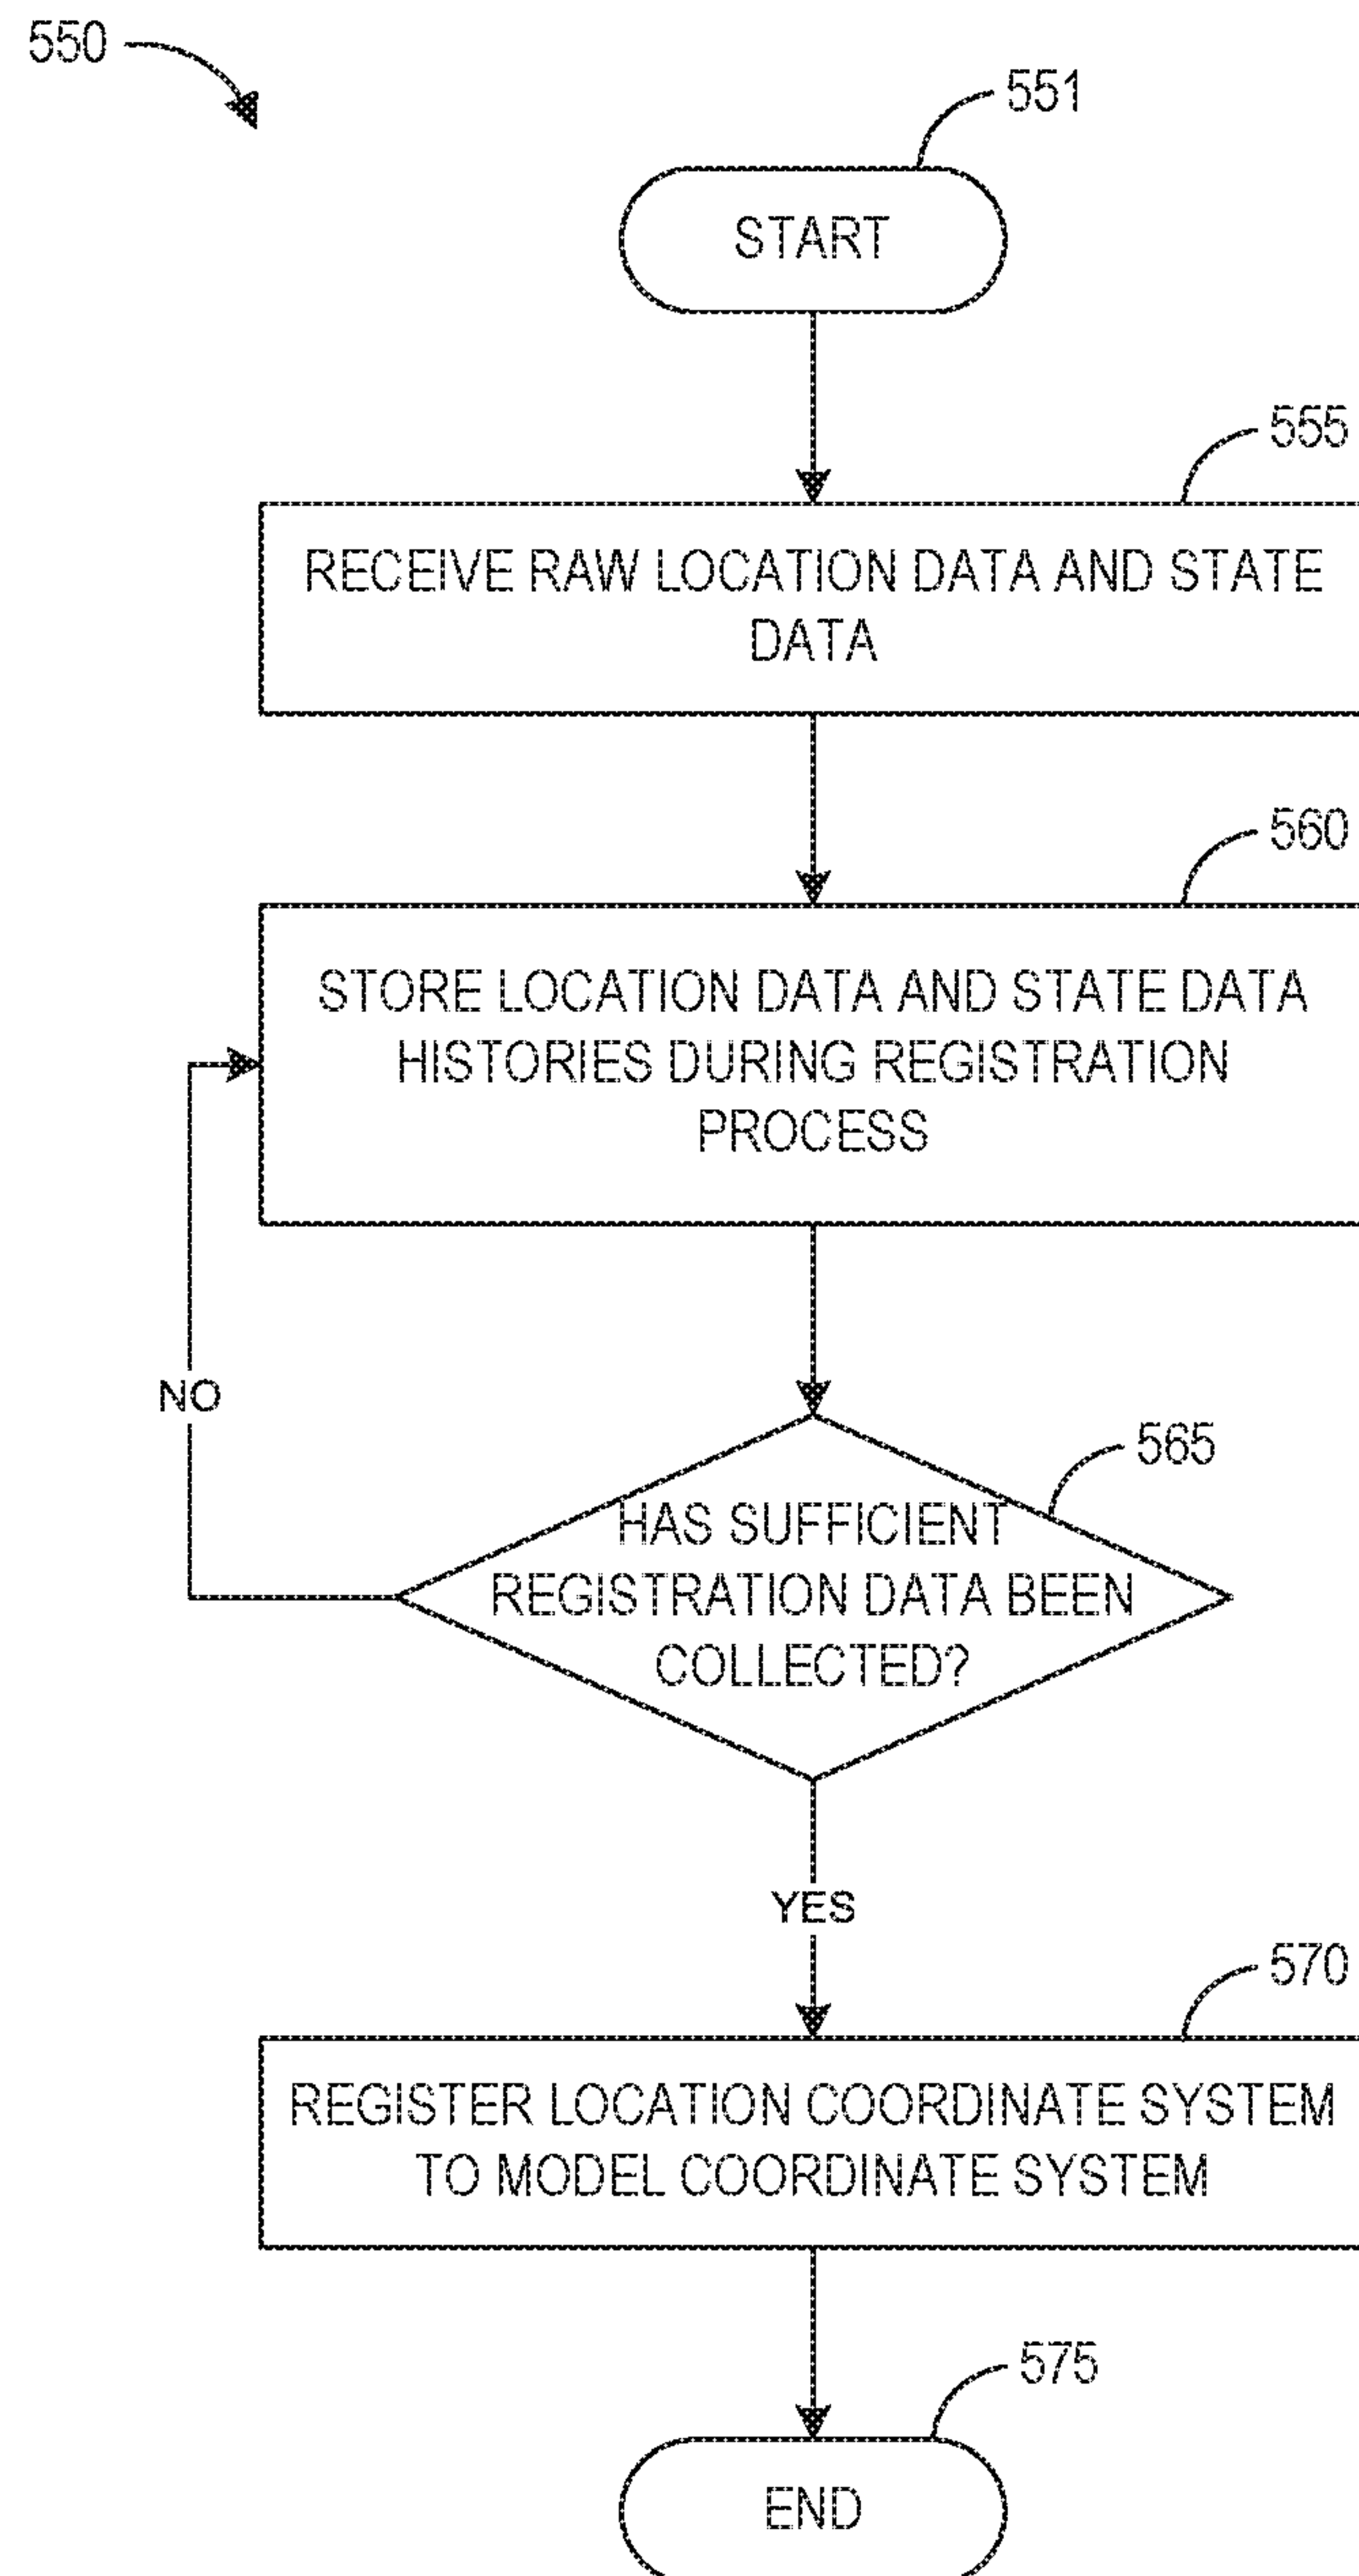 550
551
START
555
RECEIVE RAW LOCATION DATA AND STATE
DATA
560
STORE LOCATION DATA AND STATE DATA
HISTORIES DURING REGISTRATION
PROCESS
NO
565
HAS SUFFICIENT
REGISTRATION DATA BEEN
COLLECTED?
YES
570
REGISTER LOCATION COORDINATE SYSTEM
TO MODEL COORDINATE SYSTEM
575
END